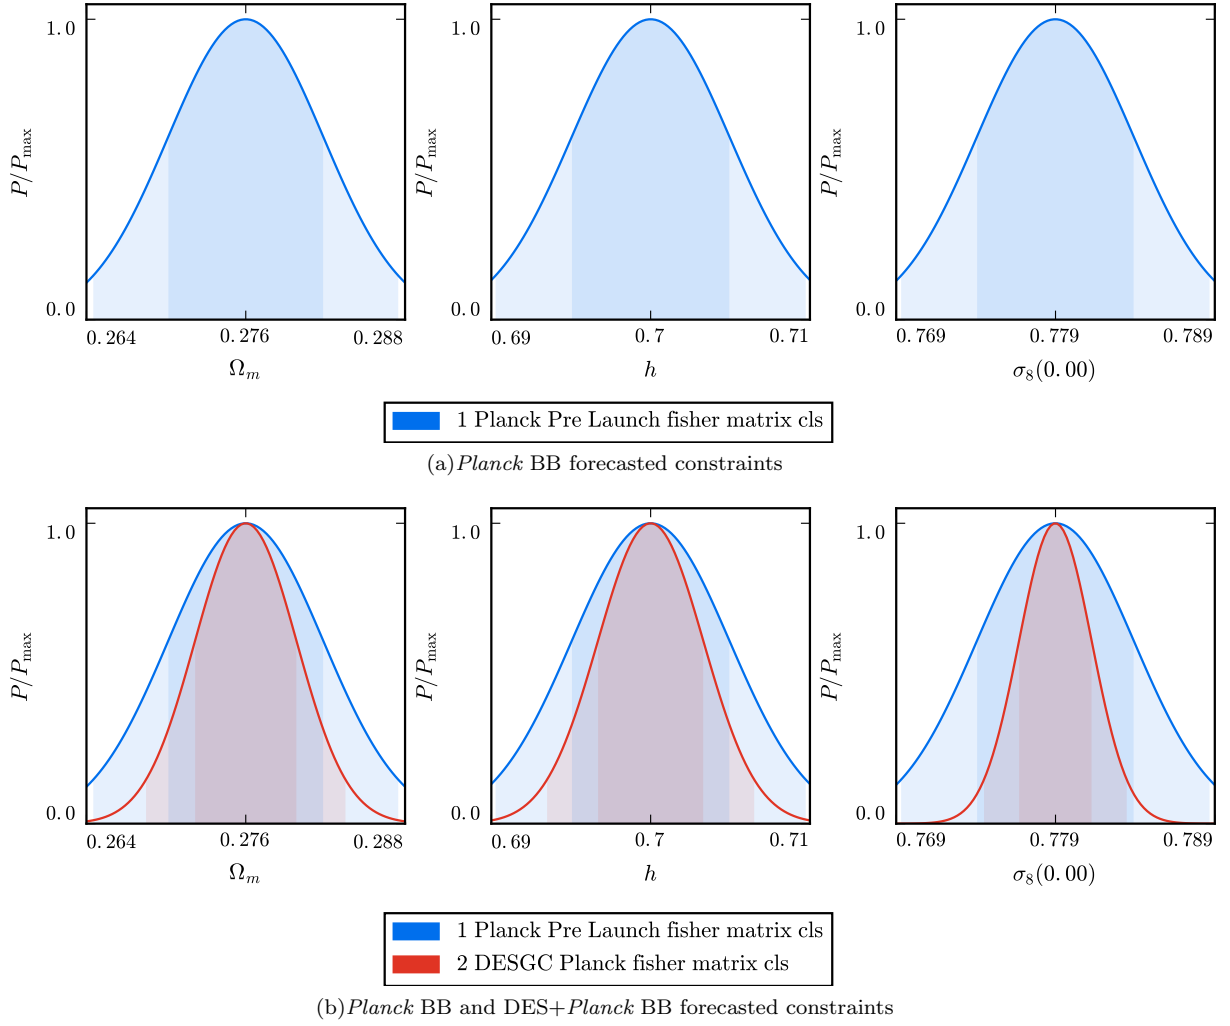 1.0 1.0 1.0
P/P_max P/P_max P/P_max
0.0 0.0 0.0
0.264 0.276 0.288 0.69 0.7 0.71 0.769 0.779 0.789
Ω_m h σ_8(0.00)
1 Planck Pre Launch fisher matrix cls
(a)Planck BB forecasted constraints
1.0 1.0 1.0
P/P_max P/P_max P/P_max
0.0 0.0 0.0
0.264 0.276 0.288 0.69 0.7 0.71 0.769 0.779 0.789
Ω_m h σ_8(0.00)
1 Planck Pre Launch fisher matrix cls
2 DESGC Planck fisher matrix cls
(b)Planck BB and DES+Planck BB forecasted constraints